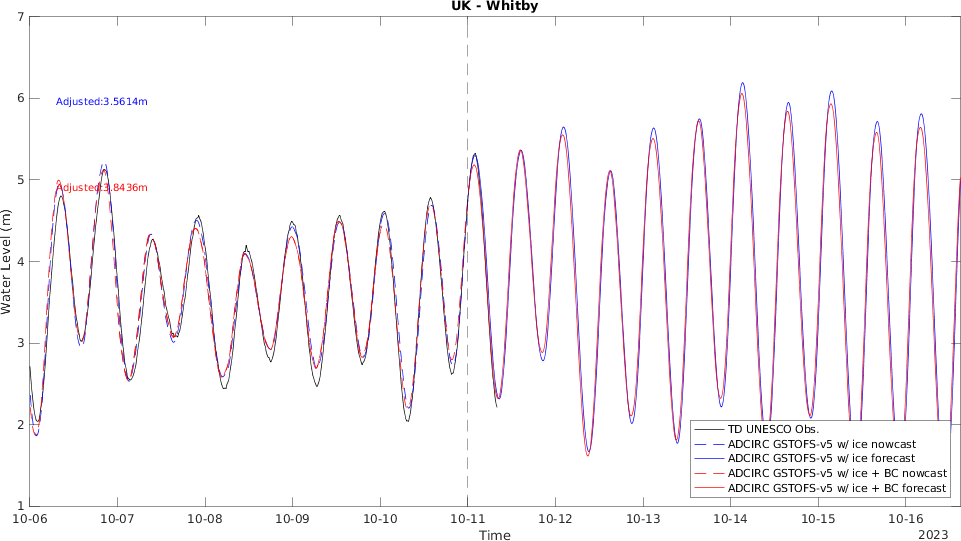 UK - Whitby
7
6
5
4
3
2
1
Water Level (m)
Adjusted:3.5614m
Adjusted:3.8436m
TD UNESCO Obs.
ADCIRC GSTOFS-v5 w/ ice nowcast
ADCIRC GSTOFS-v5 w/ ice forecast
ADCIRC GSTOFS-v5 w/ ice + BC nowcast
ADCIRC GSTOFS-v5 w/ ice + BC forecast
10-06 10-07 10-08 10-09 10-10 10-11 10-12 10-13 10-14 10-15 10-16
Time
2023